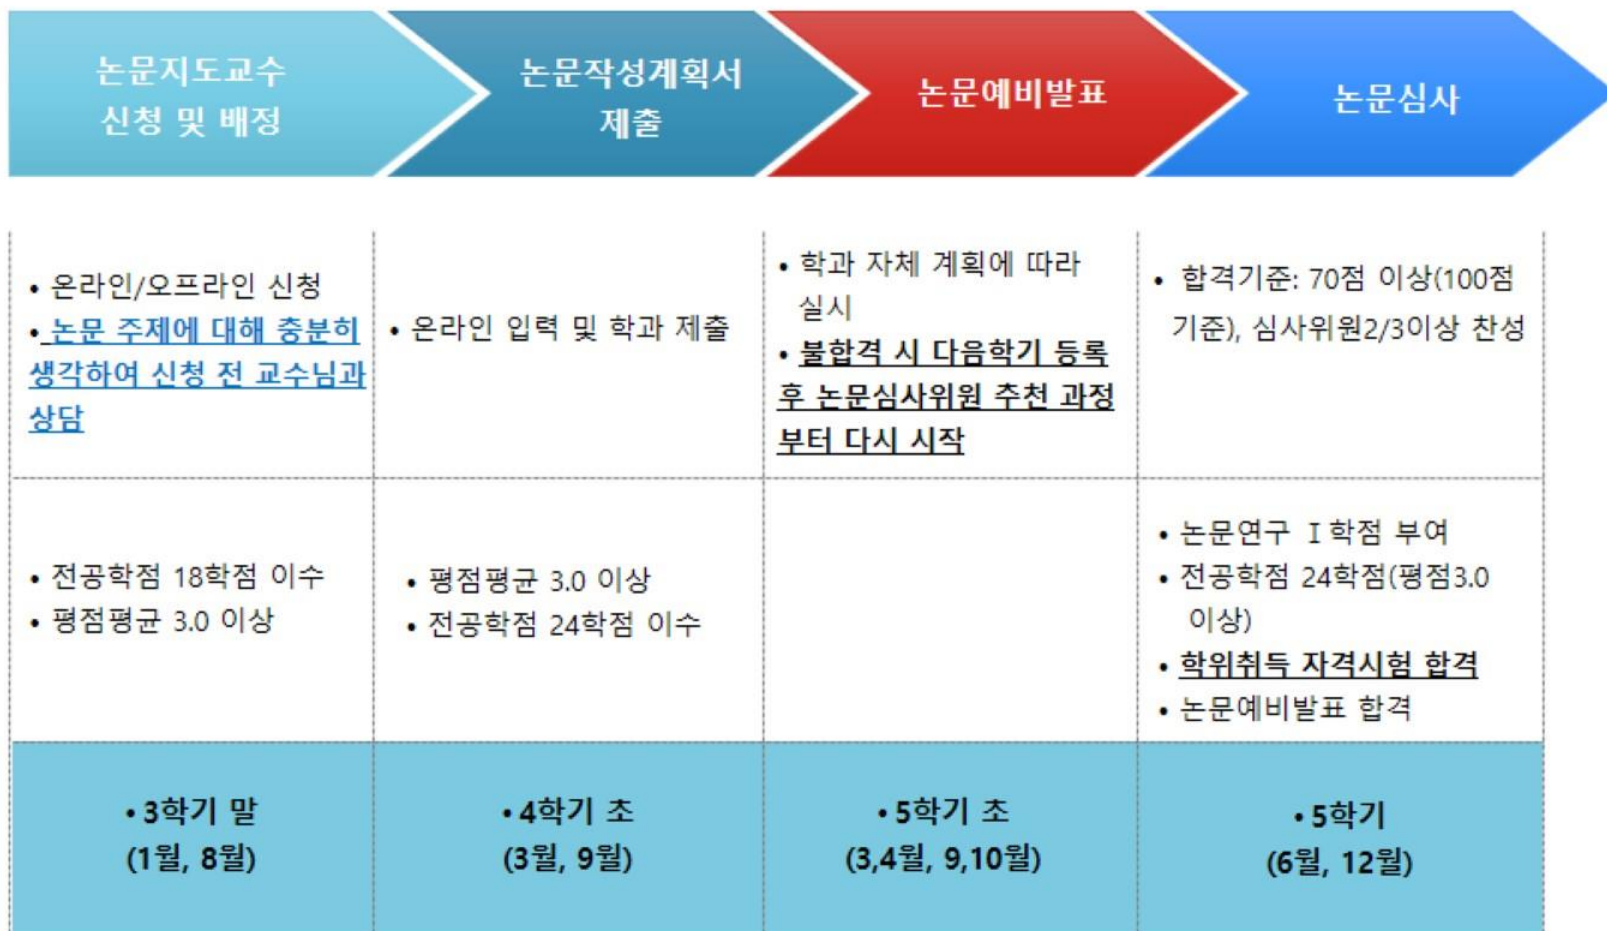 논문지도교수
신청 및 배정
논문작성계획서
제출
논문예비발표
논문심사
• 온라인/오프라인 신청
• 논문 주제에 대해 충분히
생각하여 신청 전 교수님과
상담
• 온라인 입력 및 학과 제출
• 학과 자체 계획에 따라
실시
• 불합격 시 다음학기 등록
후 논문심사위원 추천 과정
부터 다시 시작
• 합격기준: 70점 이상(100점
기준), 심사위원2/3이상 찬성
• 전공학점 18학점 이수
• 평점평균 3.0 이상
• 평점평균 3.0 이상
• 전공학점 24학점 이수
• 논문연구 Ⅰ학점 부여
• 전공학점 24학점(평점3.0
이상)
• 학위취득 자격시험 합격
• 논문예비발표 합격
• 3학기 말
(1월, 8월)
• 4학기 초
(3월, 9월)
• 5학기 초
(3,4월, 9,10월)
• 5학기
(6월, 12월)